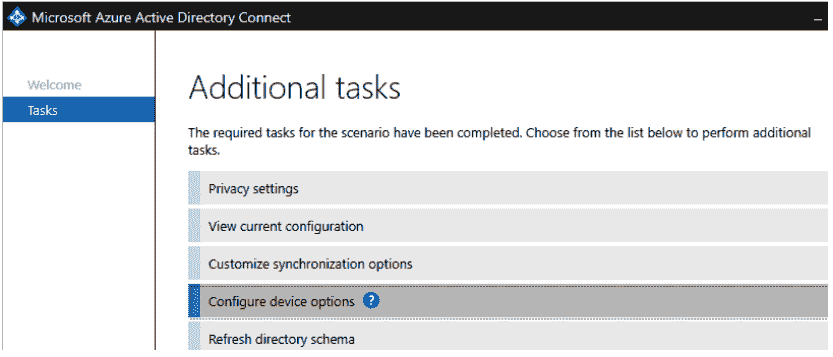 Microsoft Azure Active Directory Connect
Welcome
Tasks
Additional tasks
The required tasks for the scenario have been completed. Choose from the list below to perform additional
tasks.
Privacy settings
View current configuration
Customize synchronization options
Configure device options ?
Refresh directory schema